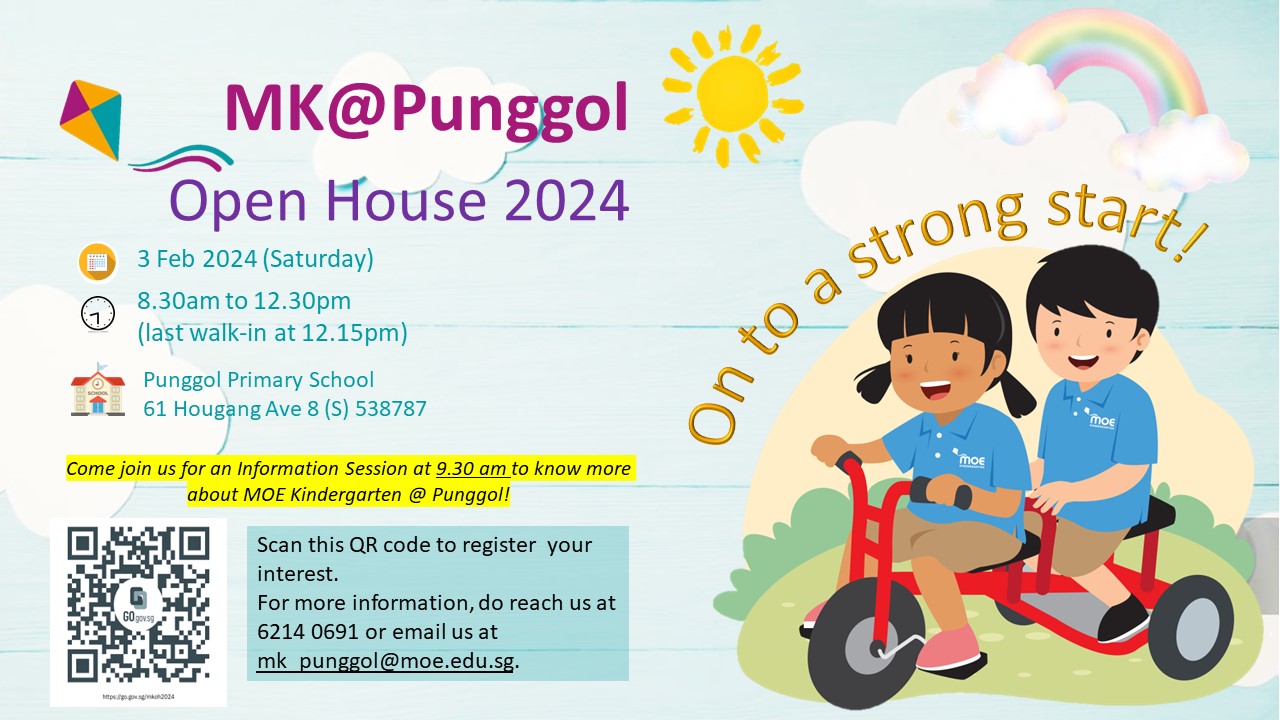 MK@Punggol
Open House 2024
3 Feb 2024 (Saturday)
8.30am to 12.30pm
(last walk-in at 12.15pm)
SCHOOL
Punggol Primary School
61 Hougang Ave 8 (S) 538787
Come join us for an Information Session at 9.30 am to know more
about MOE Kindergarten @ Punggol!
GOgov.sg
https://go.gov.sg/mkoh2024
Scan this QR code to register  your
interest.
For more information, do reach us at
6214 0691 or email us at
mk_punggol@moe.edu.sg.
On to a strong start!
MOE
KINDERGARTEN
MOE
KINDERGARTEN